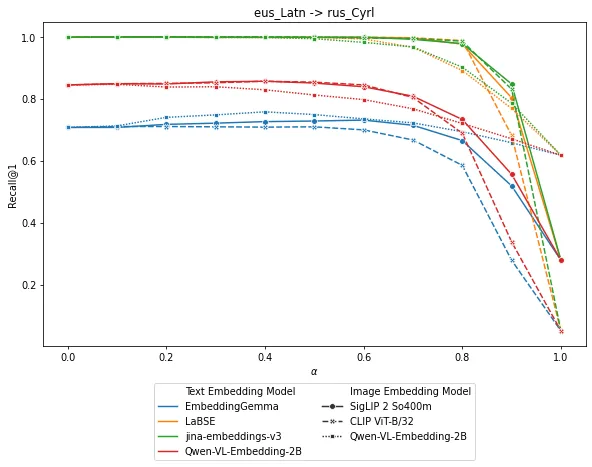 eus_Latn -> rus_Cyrl
Recall@1
1.0
0.8
0.6
0.4
0.2
0.0 0.2 0.4 0.6 0.8 1.0
α
Text Embedding Model
EmbeddingGemma
LaBSE
jina-embeddings-v3
Qwen-VL-Embedding-2B
Image Embedding Model
SigLIP 2 So400m
CLIP ViT-B/32
Qwen-VL-Embedding-2B